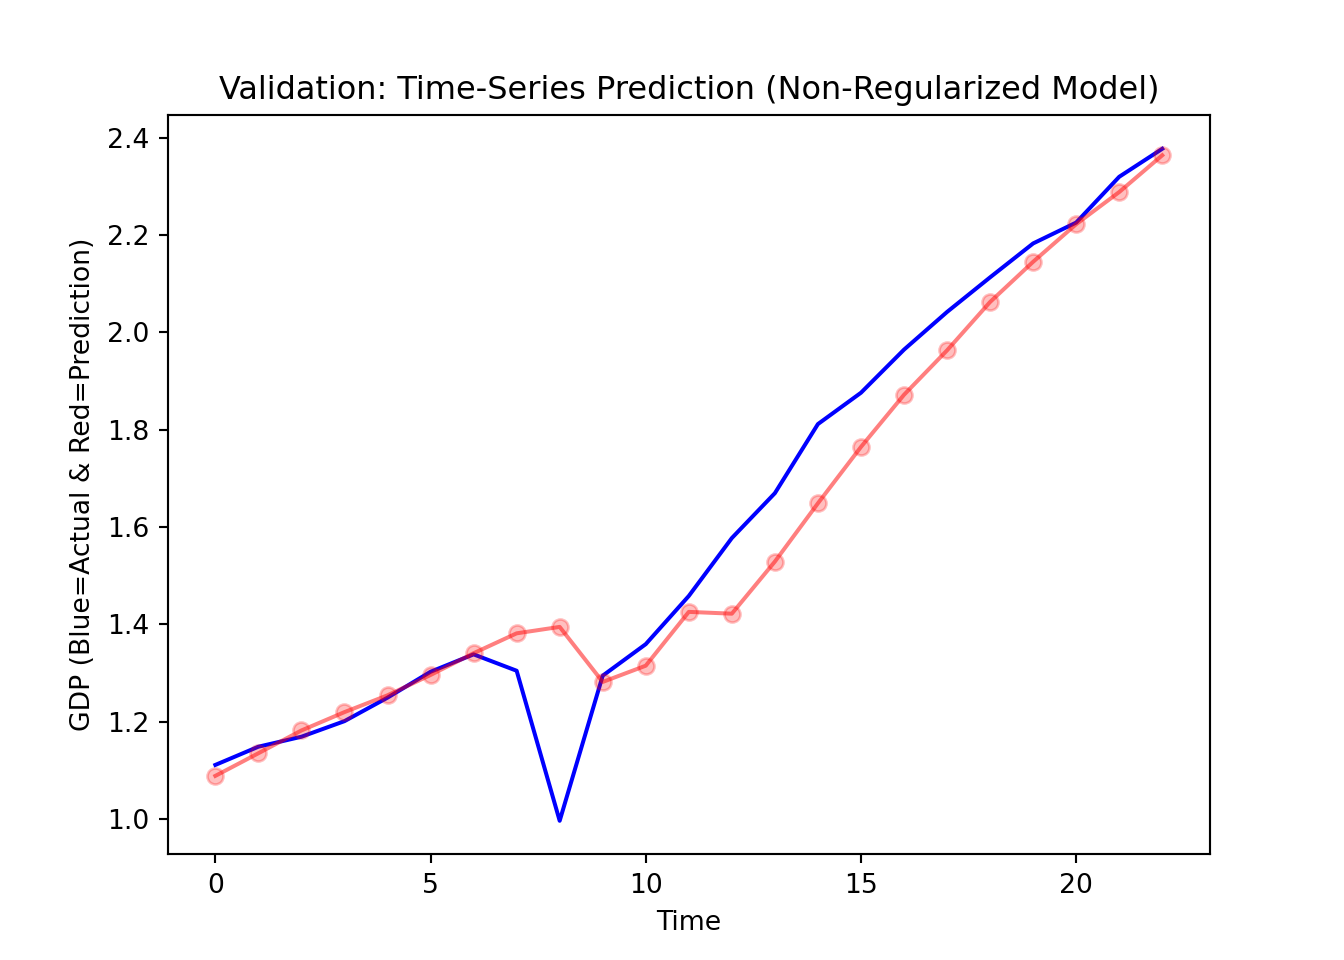 Validation: Time-Series Prediction (Non-Regularized Model)
GDP (Blue=Actual & Red=Prediction)
2.4
2.2
2.0
1.8
1.6
1.4
1.2
1.0
0 5 10 15 20
Time